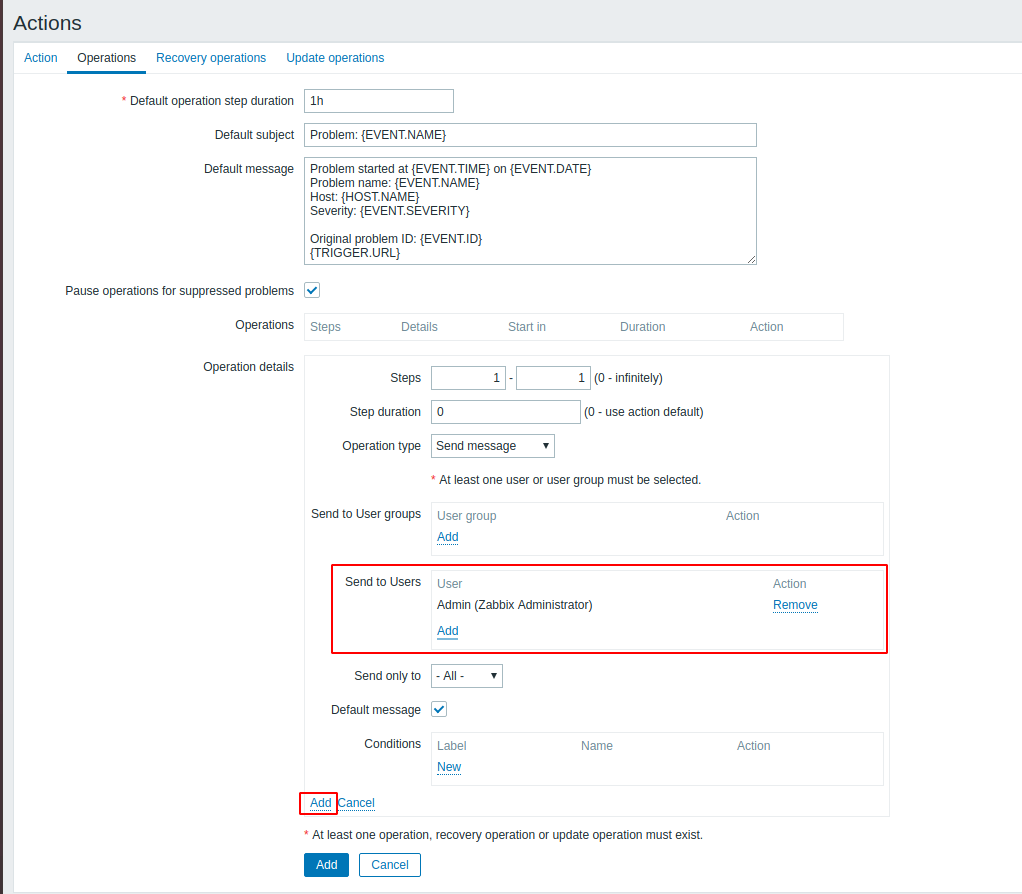 Actions
Action Operations Recovery operations Update operations
* Default operation step duration 1h
Default subject Problem: {EVENT.NAME}
Default message Problem started at {EVENT.TIME} on {EVENT.DATE}
Problem name: {EVENT.NAME}
Host: {HOST.NAME}
Severity: {EVENT.SEVERITY}
Original problem ID: {EVENT.ID}
{TRIGGER.URL}
Pause operations for suppressed problems
Operations Steps Details Start in Duration Action
Operation details
Steps 1 - 1 (0 - infinitely)
Step duration 0 (0 - use action default)
Operation type Send message
* At least one user or user group must be selected.
Send to User groups User group Action
Add
Send to Users User Action
Admin (Zabbix Administrator) Remove
Add
Send only to - All -
Default message
Conditions Label Name Action
New
Add Cancel
* At least one operation, recovery operation or update operation must exist.
Add Cancel